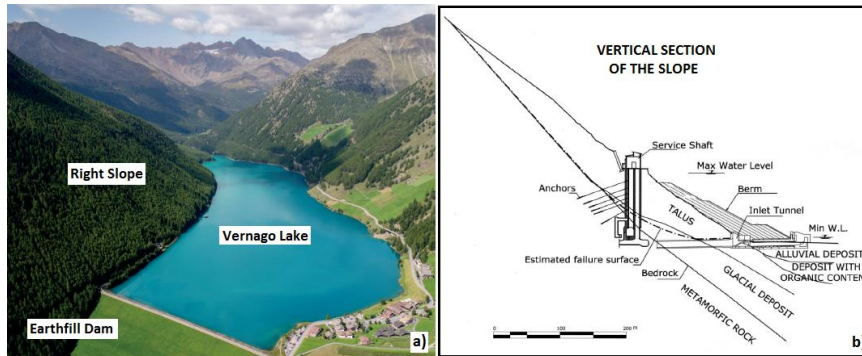 Right Slope
Vernago Lake
Earthfill Dam
a)
VERTICAL SECTION
OF THE SLOPE
Service Shaft
Max Water Level
Anchors
Berm
TALUS
Inlet Tunnel
Min W.L.
Estimated failure surface
ALLUVIAL DEPOSIT
DEPOSIT WITH
ORGANIC CONTEN
Bedrock
GLACIAL DEPOSIT
METAMORFIC ROCK
0 100 200 m
b)